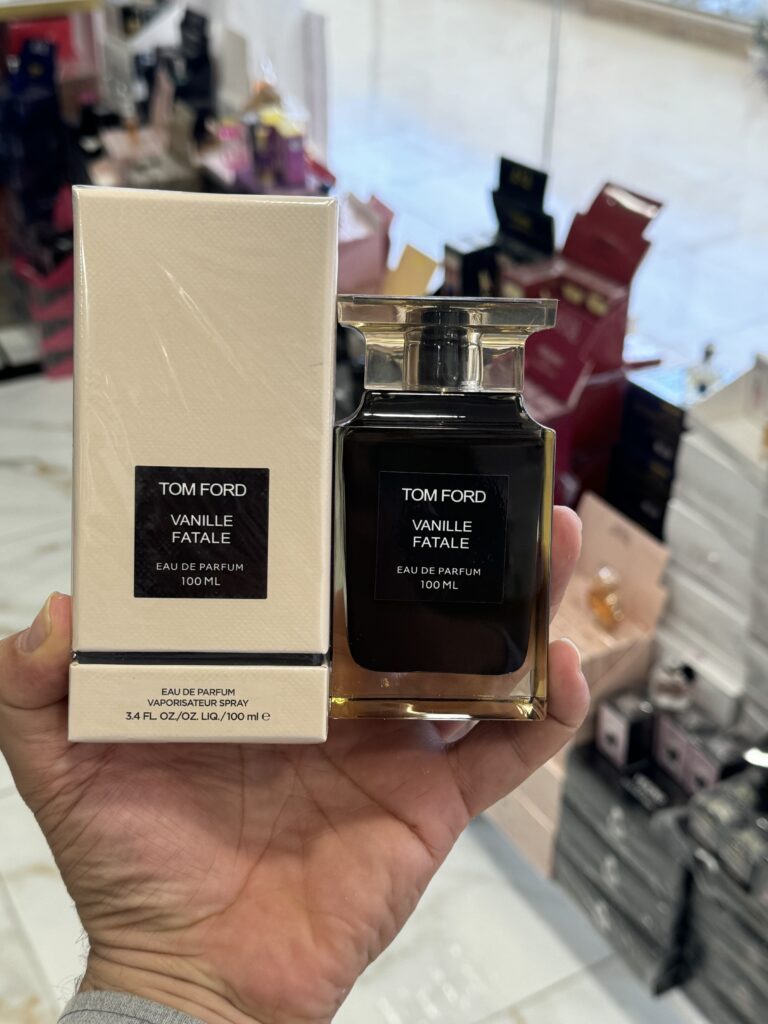 TOM FORD
VANILLE
FATALE
EAU DE PARFUM
100 ML
EAU DE PARFUM
VAPORISATEUR SPRAY
3.4 FL. OZ./OZ. LIQ./100 ml ℮
TOM FORD
VANILLE
FATALE
EAU DE PARFUM
100 ML